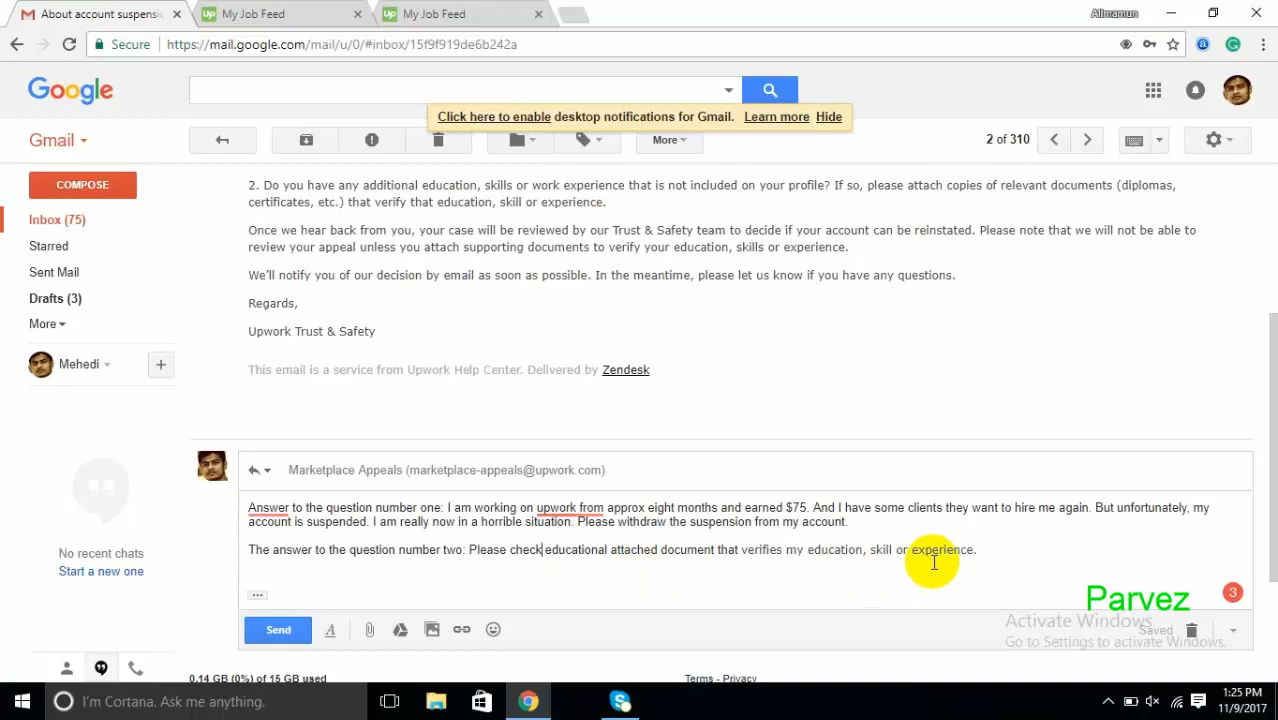 About account suspensi
My Job Feed
My Job Feed
Allmamun
Secure
https://mail.google.com/mail/u/0/#inbox/15f9f919de6b242a
Google
Click here to enable desktop notifications for Gmail. Learn more Hide
Gmail
More
2 of 310
COMPOSE
Inbox (75)
Starred
Sent Mail
Drafts (3)
More
Mehedi
No recent chats
Start a new one
2. Do you have any additional education, skills or work experience that is not included on your profile? If so, please attach copies of relevant documents (diplomas,
certificates, etc.) that verify that education, skill or experience.
Once we hear back from you, your case will be reviewed by our Trust & Safety team to decide if your account can be reinstated. Please note that we will not be able to
review your appeal unless you attach supporting documents to verify your education, skills or experience.
We'll notify you of our decision by email as soon as possible. In the meantime, please let us know if you have any questions.
Regards,
Upwork Trust & Safety
This email is a service from Upwork Help Center. Delivered by Zendesk
Marketplace Appeals (marketplace-appeals@upwork.com)
Answer to the question number one: I am working on upwork from approx eight months and earned $75. And I have some clients they want to hire me again. But unfortunately, my
account is suspended. I am really now in a horrible situation. Please withdraw the suspension from my account.
The answer to the question number two: Please check educational attached document that verifies my education, skill or experience.
3
Parvez
Send
Saved
Activate Windows
Go to Settings to activate Windows.
0.14 GB (0%) of 15 GB used
Terms - Privacy
I'm Cortana. Ask me anything.
1:25 PM
11/9/2017